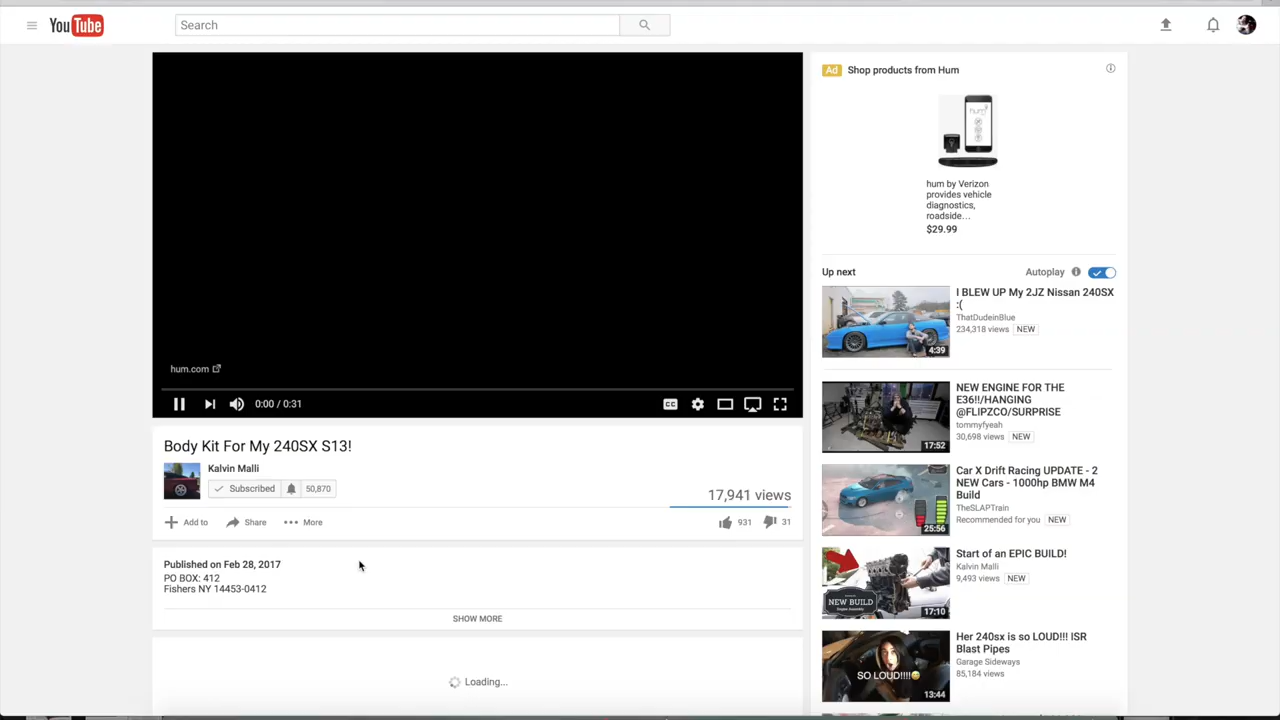 YouTube
Search
hum.com
0:00 / 0:31
CC
Body Kit For My 240SX S13!
Kalvin Malli
Subscribed
50,870
17,941 views
Add to
Share
More
931
31
Published on Feb 28, 2017
PO BOX: 412
Fishers NY 14453-0412
SHOW MORE
Loading...
Ad
Shop products from Hum
hum
hum by Verizon
provides vehicle
diagnostics,
roadside…
$29.99
Up next
Autoplay
4:39
I BLEW UP My 2JZ Nissan 240SX
:(
ThatDudeinBlue
234,318 views
NEW
17:52
NEW ENGINE FOR THE
E36!!/HANGING
@FLIPZCO/SURPRISE
tommyfyeah
30,698 views
NEW
25:56
Car X Drift Racing UPDATE - 2
NEW Cars - 1000hp BMW M4
Build
TheSLAPTrain
Recommended for you
NEW
NEW BUILD
17:10
Start of an EPIC BUILD!
Kalvin Malli
9,493 views
NEW
SO LOUD!!!!😅
13:44
Her 240sx is so LOUD!!! ISR
Blast Pipes
Garage Sideways
85,184 views